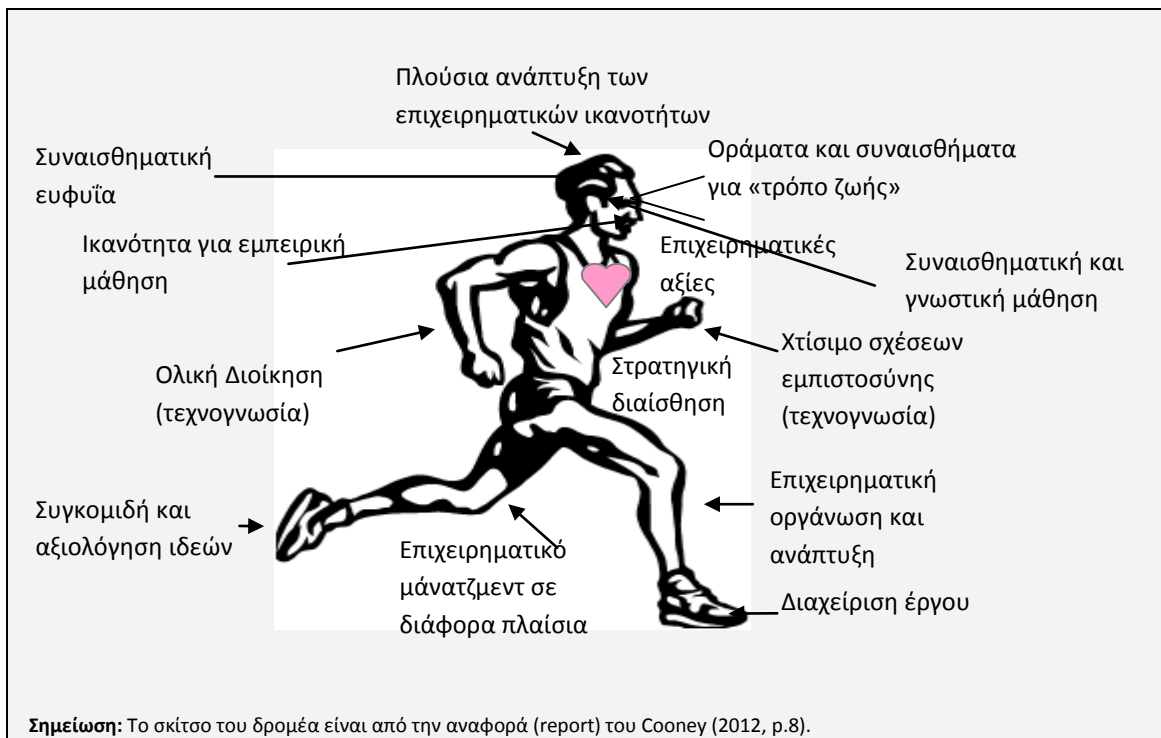 Πλούσια ανάπτυξη των
επιχειρηματικών ικανοτήτων
Συναισθηματική
ευφυΐα
Οράματα και συναισθήματα
για «τρόπο ζωής»
Ικανότητα για εμπειρική
μάθηση
Επιχειρηματικές
αξίες
Συναισθηματική και
γνωστική μάθηση
Ολική Διοίκηση
(τεχνογνωσία)
Στρατηγική
διαίσθηση
Χτίσιμο σχέσεων
εμπιστοσύνης
(τεχνογνωσία)
Συγκομιδή και
αξιολόγηση ιδεών
Επιχειρηματικό
μάνατζμεντ σε
διάφορα πλαίσια
Επιχειρηματική
οργάνωση και
ανάπτυξη
Διαχείριση έργου
Σημείωση: Το σκίτσο του δρομέα είναι από την αναφορά (report) του Cooney (2012, p.8).